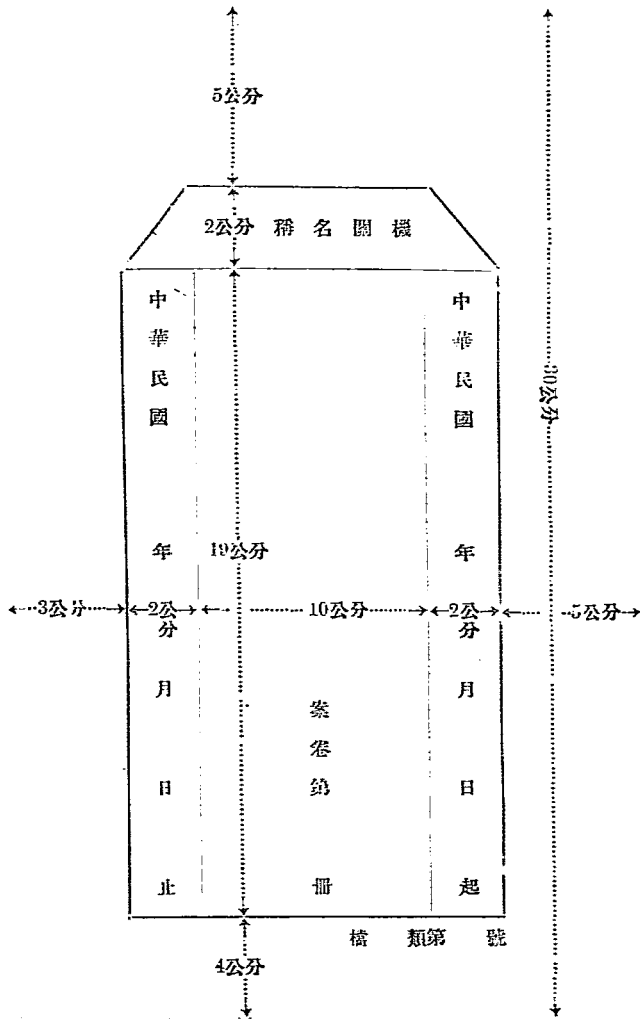 5公分
2公分
稱名關機
30公分
中華民國 年 月 日起
2公分
19公分
10公分
案卷第 冊
中華民國 年 月 日止
2公分
3公分
5公分
檔 類第 號
4公分